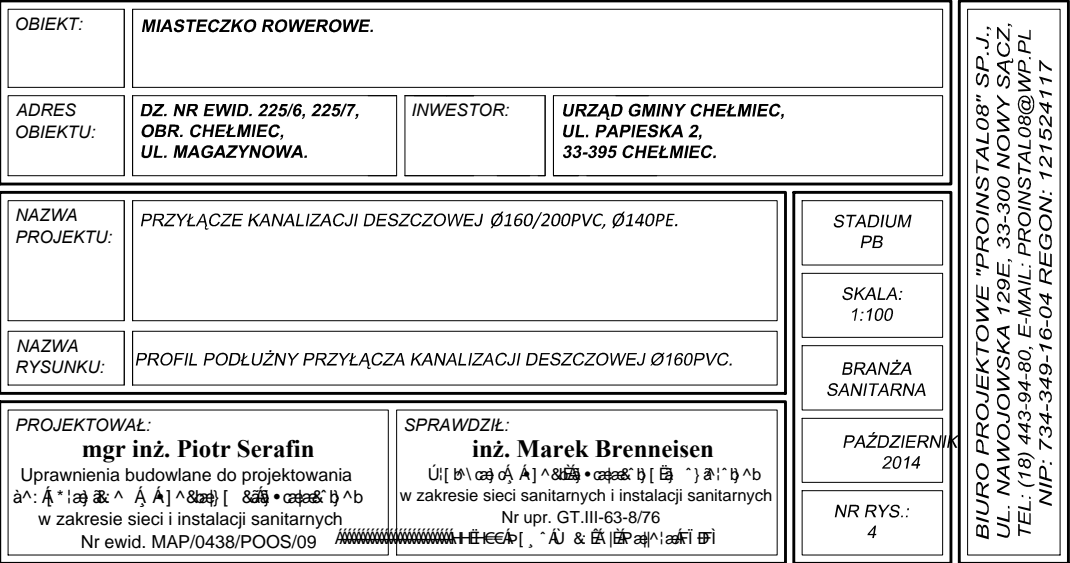 OBIEKT:
MIASTECZKO ROWEROWE.
ADRES
OBIEKTU:
DZ. NR EWID. 225/6, 225/7,
OBR. CHEŁMIEC,
UL. MAGAZYNOWA.
INWESTOR:
URZĄD GMINY CHEŁMIEC,
UL. PAPIESKA 2,
33-395 CHEŁMIEC.
NAZWA
PROJEKTU:
PRZYŁĄCZE KANALIZACJI DESZCZOWEJ Ø160/200PVC, Ø140PE.
NAZWA
RYSUNKU:
PROFIL PODŁUŻNY PRZYŁĄCZA KANALIZACJI DESZCZOWEJ Ø160PVC.
PROJEKTOWAŁ:
mgr inż. Piotr Serafin
Uprawnienia budowlane do projektowania
w zakresie sieci i instalacji sanitarnych
Nr ewid. MAP/0438/POOS/09
SPRAWDZIŁ:
inż. Marek Brenneisen
w zakresie sieci sanitarnych i instalacji sanitarnych
Nr upr. GT.III-63-8/76
STADIUM
PB
SKALA:
1:100
BRANŻA
SANITARNA
PAŹDZIERNIK
2014
NR RYS.:
4
BIURO PROJEKTOWE "PROINSTAL08" SP.J.,
UL. NAWOJOWSKA 129E, 33-300 NOWY SĄCZ,
TEL: (18) 443-94-80, E-MAIL: PROINSTAL08@WP.PL
NIP: 734-349-16-04 REGON: 121524117